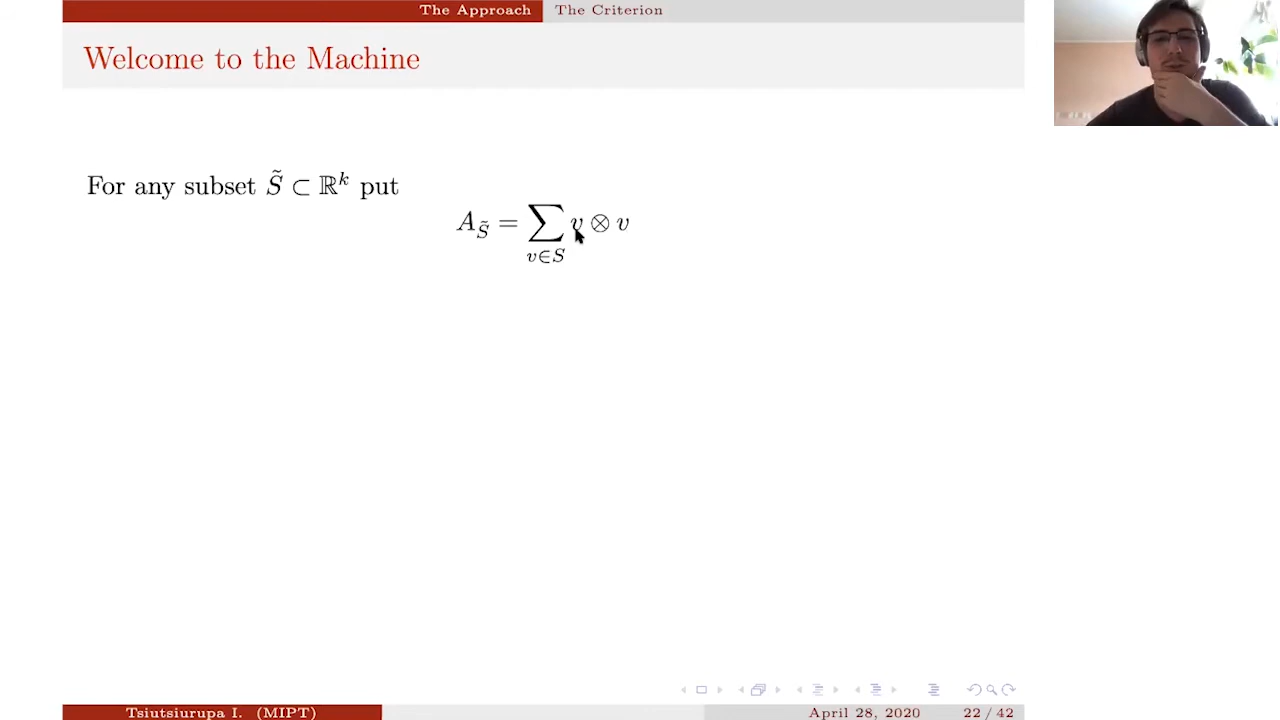 The Approach The Criterion
Welcome to the Machine
For any subset S̃ ⊂ ℝᵏ put
A_S̃ = ∑_{v∈S} v ⊗ v
Tsiutsiurupa I. (MIPT) April 28, 2020 22 / 42